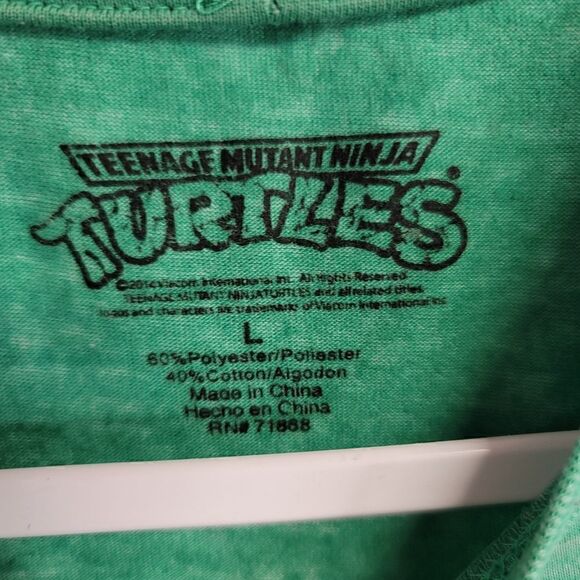 TEENAGE MUTANT NINJA
TURTLES
©2014 Viacom International Inc. All Rights Reserved.
TEENAGE MUTANT NINJA TURTLES and all related titles,
logos and characters are trademarks of Viacom International Inc.
L
60% Polyester/Poliester
40% Cotton/Algodon
Made in China
Hecho en China
RN# 71868